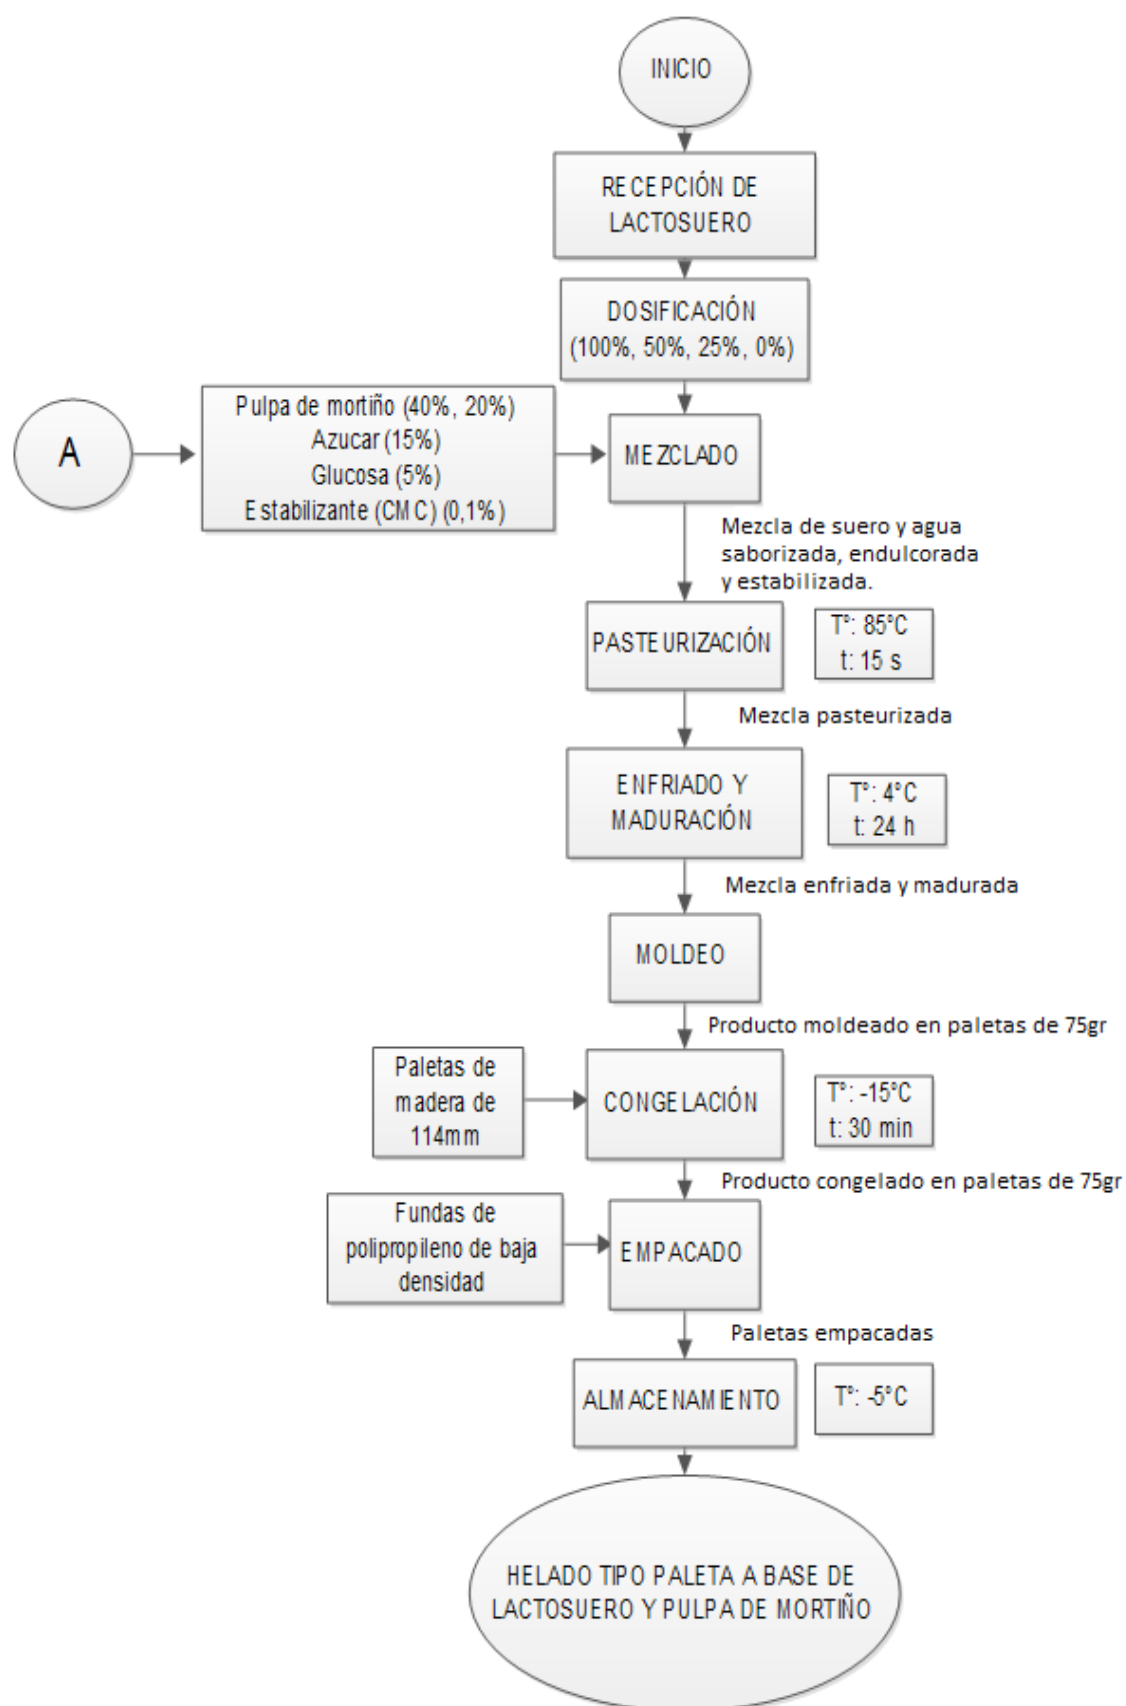 INICIO
RECEPCIÓN DE
LACTOSUERO
DOSIFICACIÓN
(100%, 50%, 25%, 0%)
A
Pulpa de mortiño (40%, 20%)
Azucar (15%)
Glucosa (5%)
Estabilizante (CMC) (0,1%)
MEZCLADO
Mezcla de suero y agua
saborizada, endulcorada
y estabilizada.
PASTEURIZACIÓN
T°: 85°C
t: 15 s
Mezcla pasteurizada
ENFRIADO Y
MADURACIÓN
T°: 4°C
t: 24 h
Mezcla enfriada y madurada
MOLDEO
Producto moldeado en paletas de 75gr
Paletas de
madera de
114mm
CONGELACIÓN
T°: -15°C
t: 30 min
Producto congelado en paletas de 75gr
Fundas de
polipropileno de baja
densidad
EMPACADO
Paletas empacadas
ALMACENAMIENTO
T°: -5°C
HELADO TIPO PALETA A BASE DE
LACTOSUERO Y PULPA DE MORTIÑO